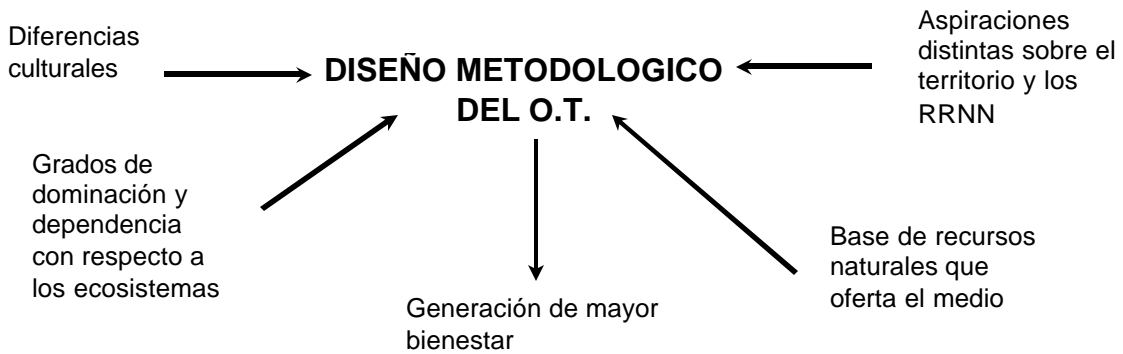 Diferencias
culturales
DISEÑO METODOLOGICO
DEL O.T.
Aspiraciones
distintas sobre el
territorio y los
RRNN
Grados de
dominación y
dependencia
con respecto a
los ecosistemas
Generación de mayor
bienestar
Base de recursos
naturales que
oferta el medio